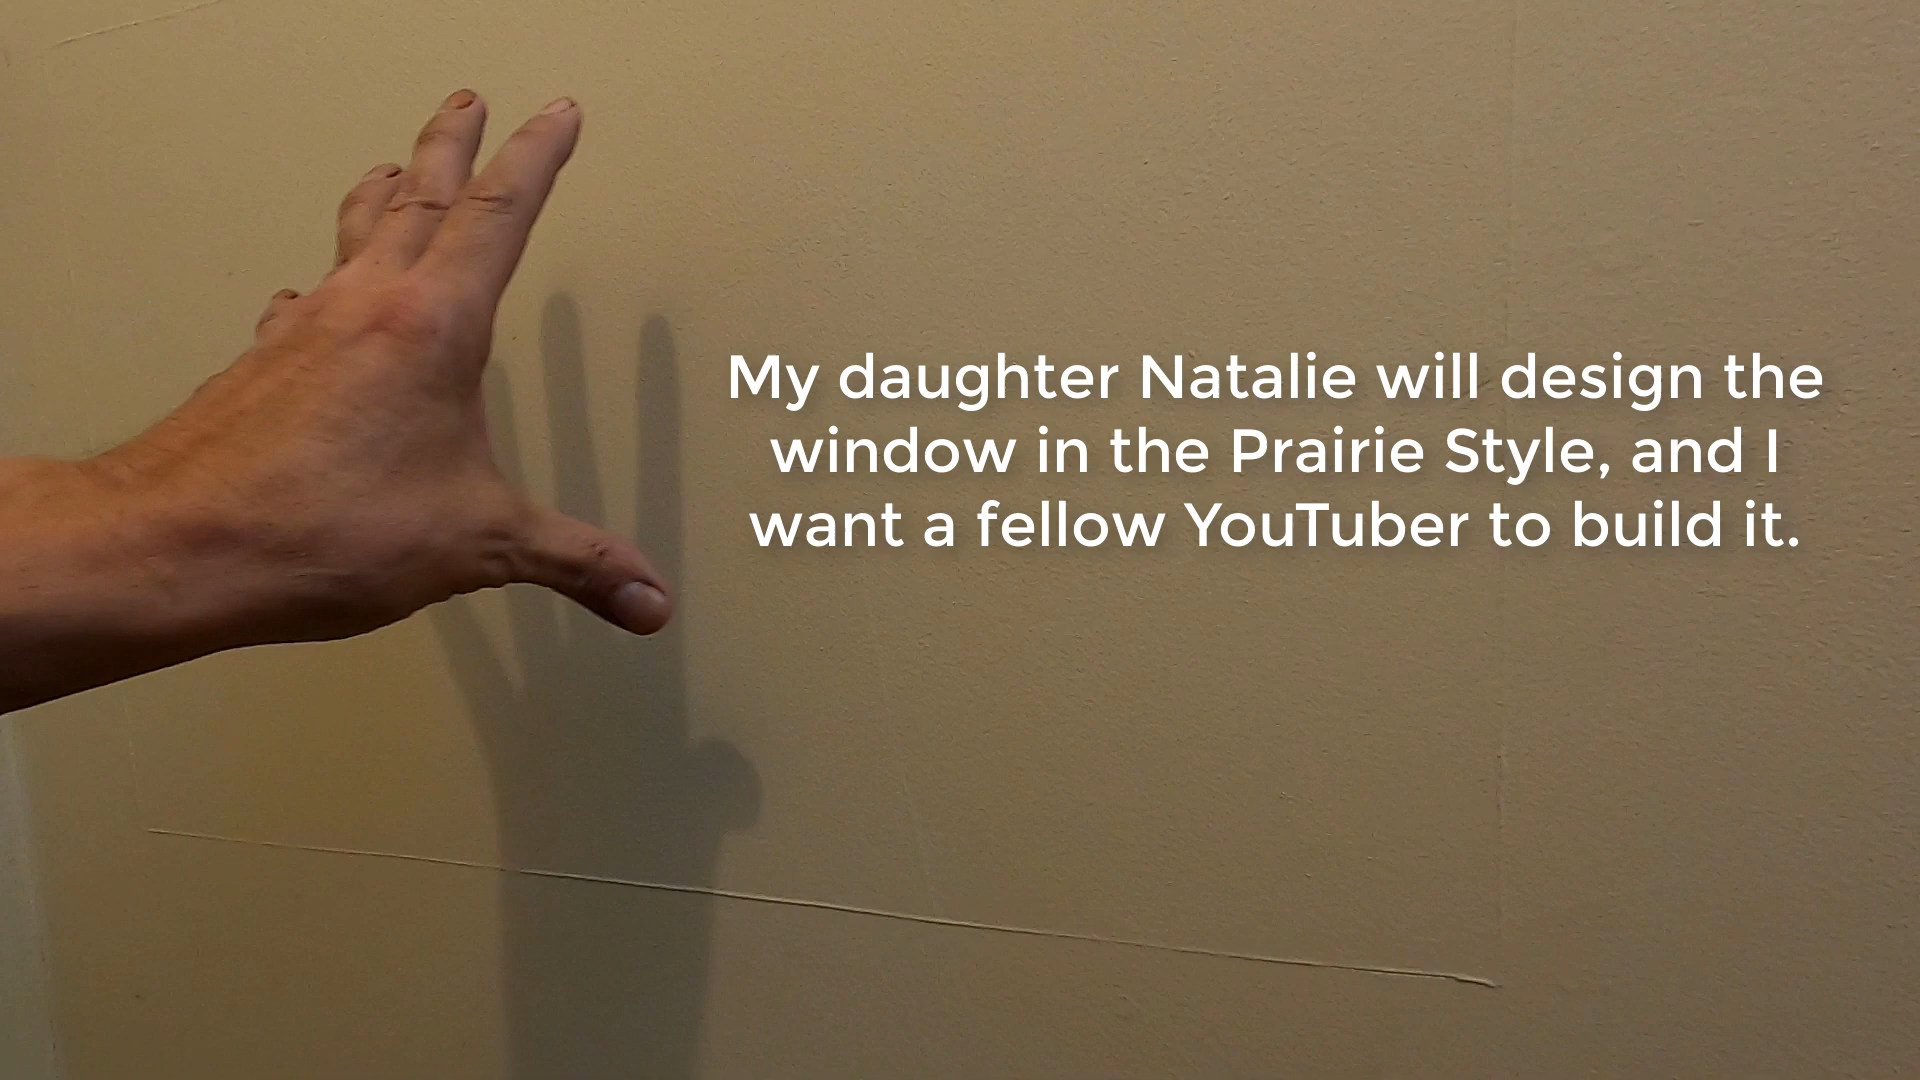 My daughter Natalie will design the
window in the Prairie Style, and I
want a fellow YouTuber to build it.